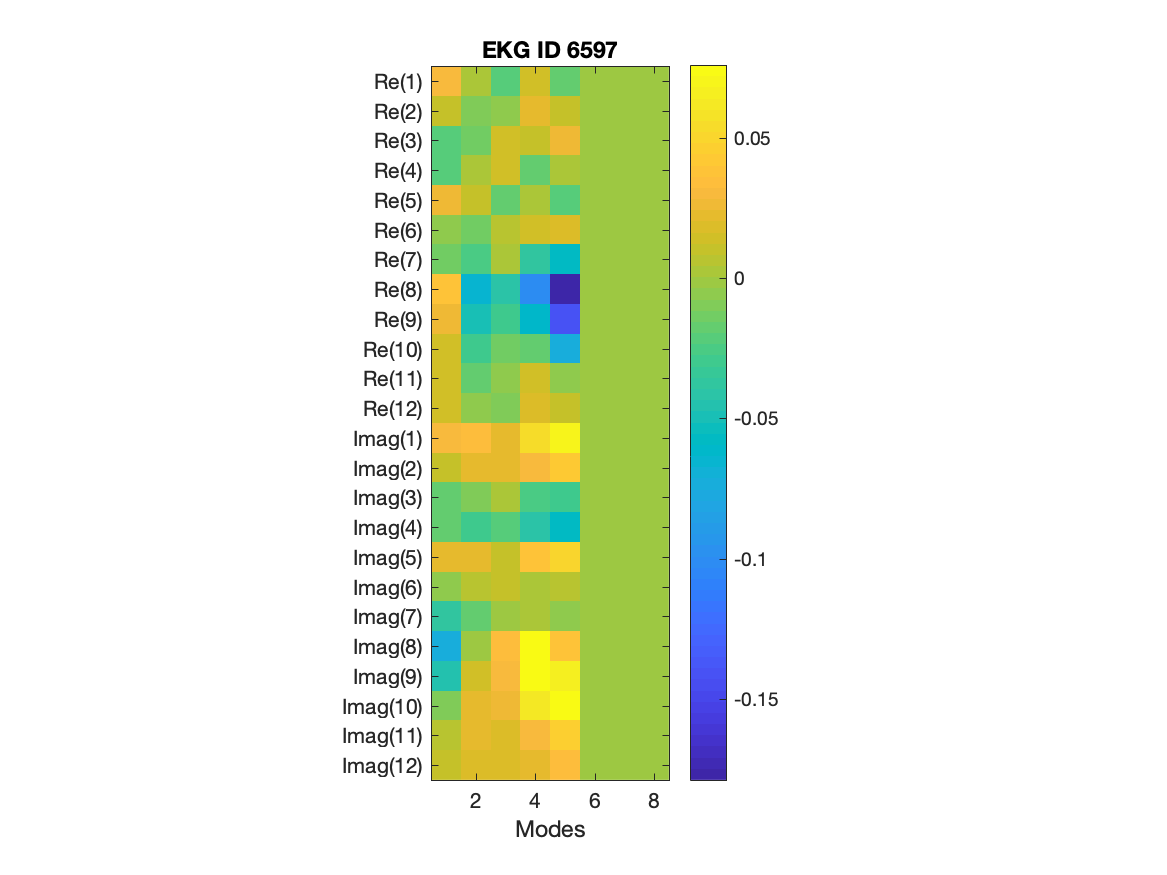 EKG ID 6597
Re(1)
Re(2)
Re(3)
Re(4)
Re(5)
Re(6)
Re(7)
Re(8)
Re(9)
Re(10)
Re(11)
Re(12)
Imag(1)
Imag(2)
Imag(3)
Imag(4)
Imag(5)
Imag(6)
Imag(7)
Imag(8)
Imag(9)
Imag(10)
Imag(11)
Imag(12)
2 4 6 8
Modes
0.05
0
-0.05
-0.1
-0.15